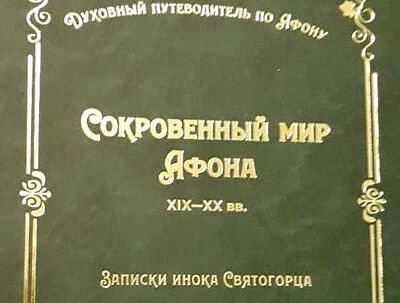 Духовный путеводитель по Афону
Сокровенный мир
Афона
XIX–XX вв.
Записки инока Святогорца